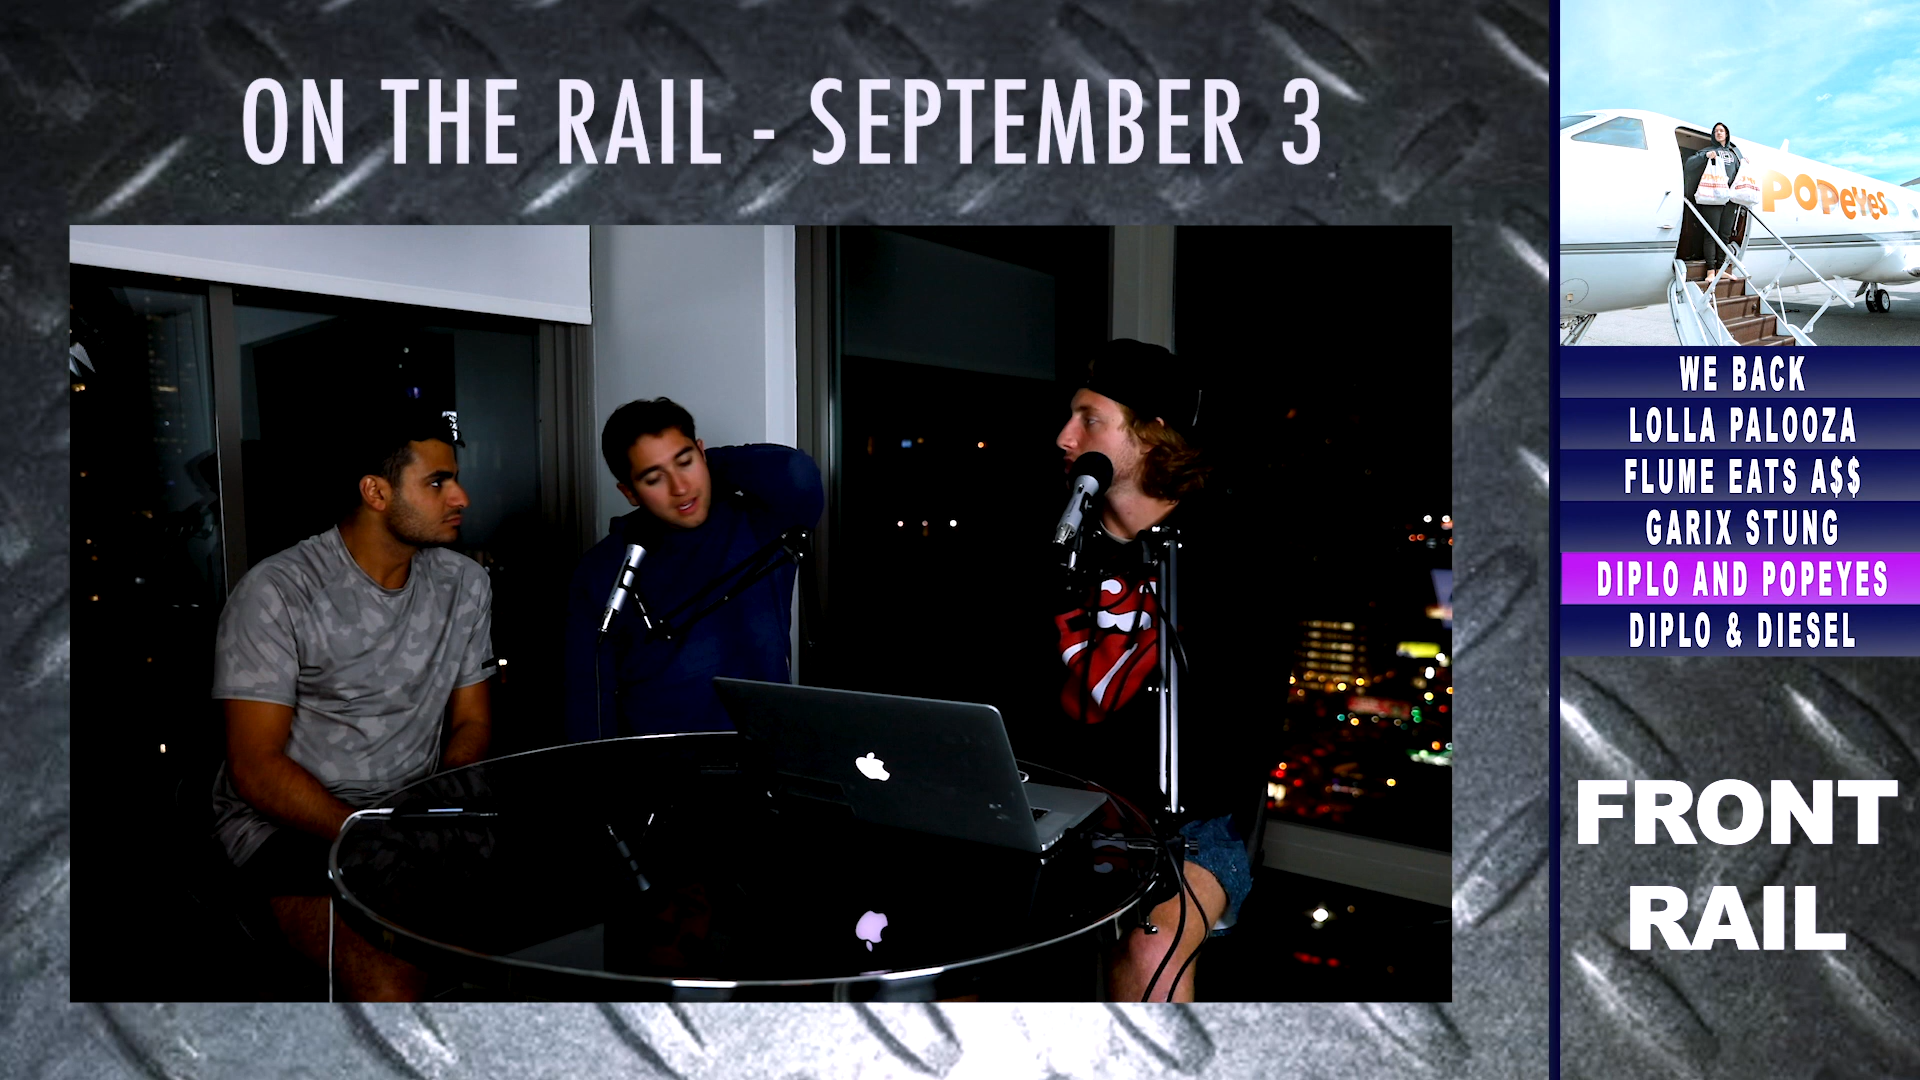 ON THE RAIL - SEPTEMBER 3
POPEYES
WE BACK
LOLLA PALOOZA
FLUME EATS A$$
GARIX STUNG
DIPLO AND POPEYES
DIPLO & DIESEL
FRONT
RAIL